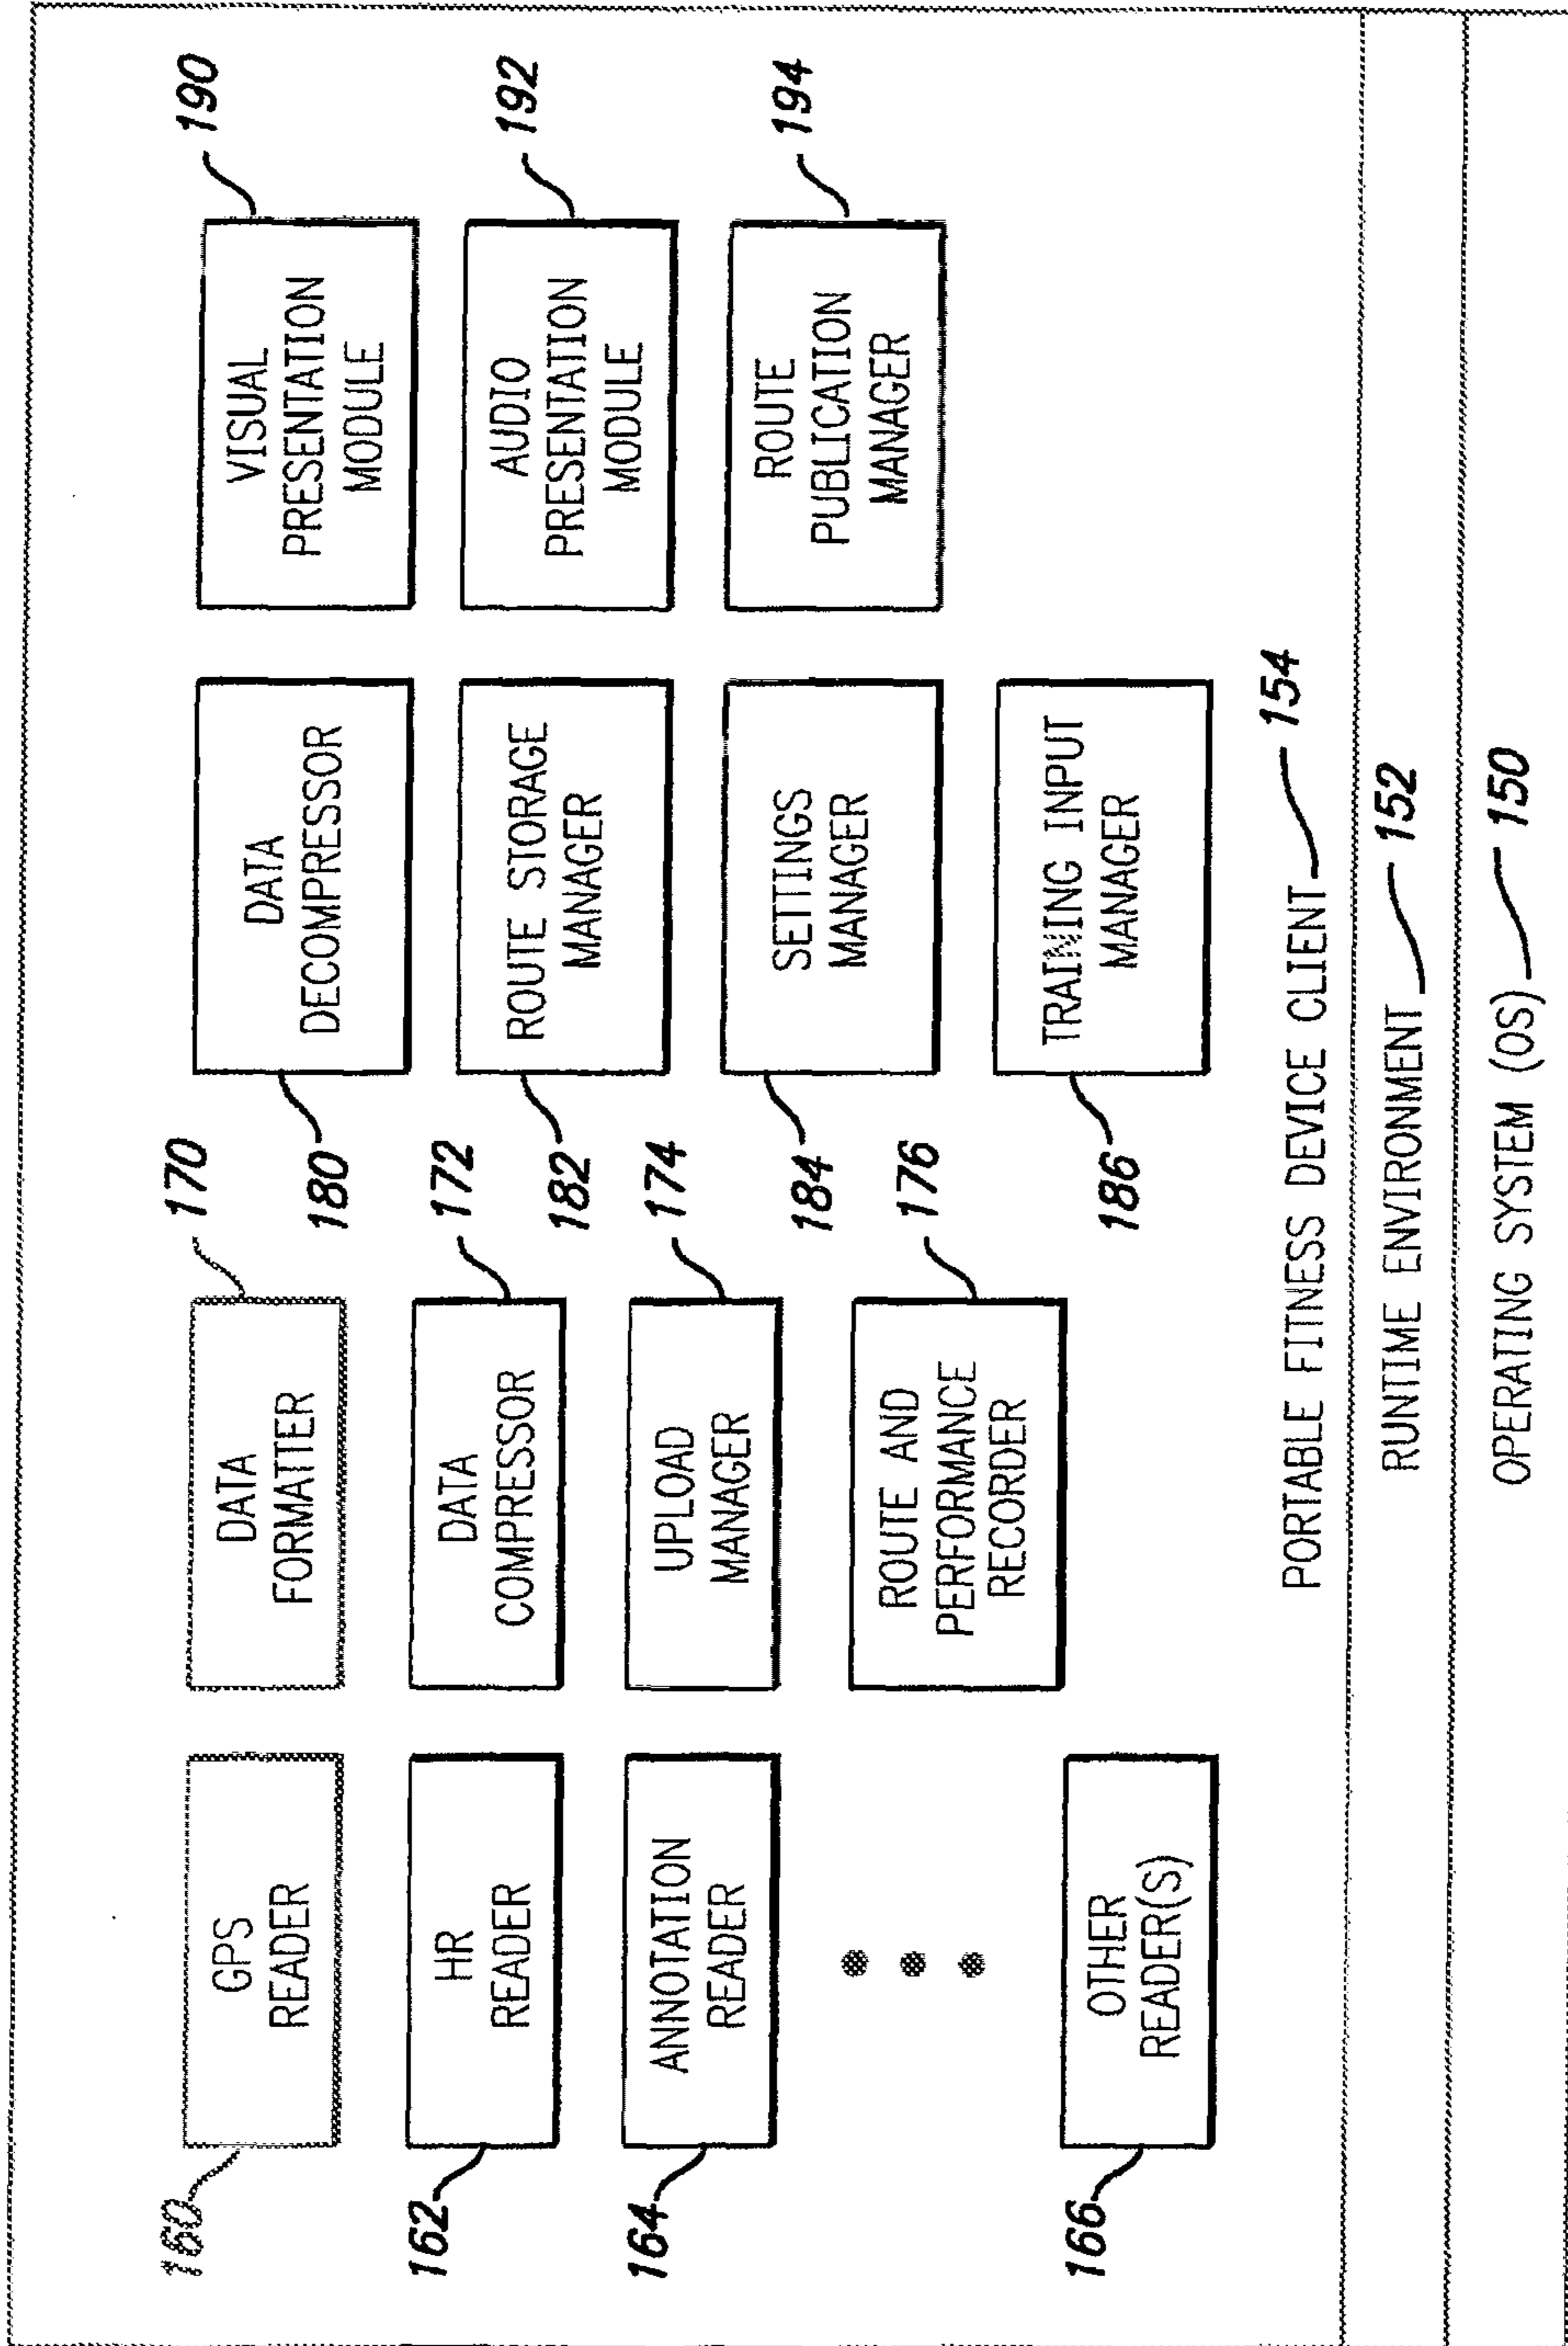 160
GPS
READER
162
HR
READER
164
ANNOTATION
READER
166
OTHER
READER(S)
170
DATA
FORMATTER
172
DATA
COMPRESSOR
174
UPLOAD
MANAGER
176
ROUTE AND
PERFORMANCE
RECORDER
180
DATA
DECOMPRESSOR
182
ROUTE STORAGE
MANAGER
184
SETTINGS
MANAGER
186
TRAINING INPUT
MANAGER
190
VISUAL
PRESENTATION
MODULE
192
AUDIO
PRESENTATION
MODULE
194
ROUTE
PUBLICATION
MANAGER
PORTABLE FITNESS DEVICE CLIENT 154
RUNTIME ENVIRONMENT 152
OPERATING SYSTEM (OS) 150